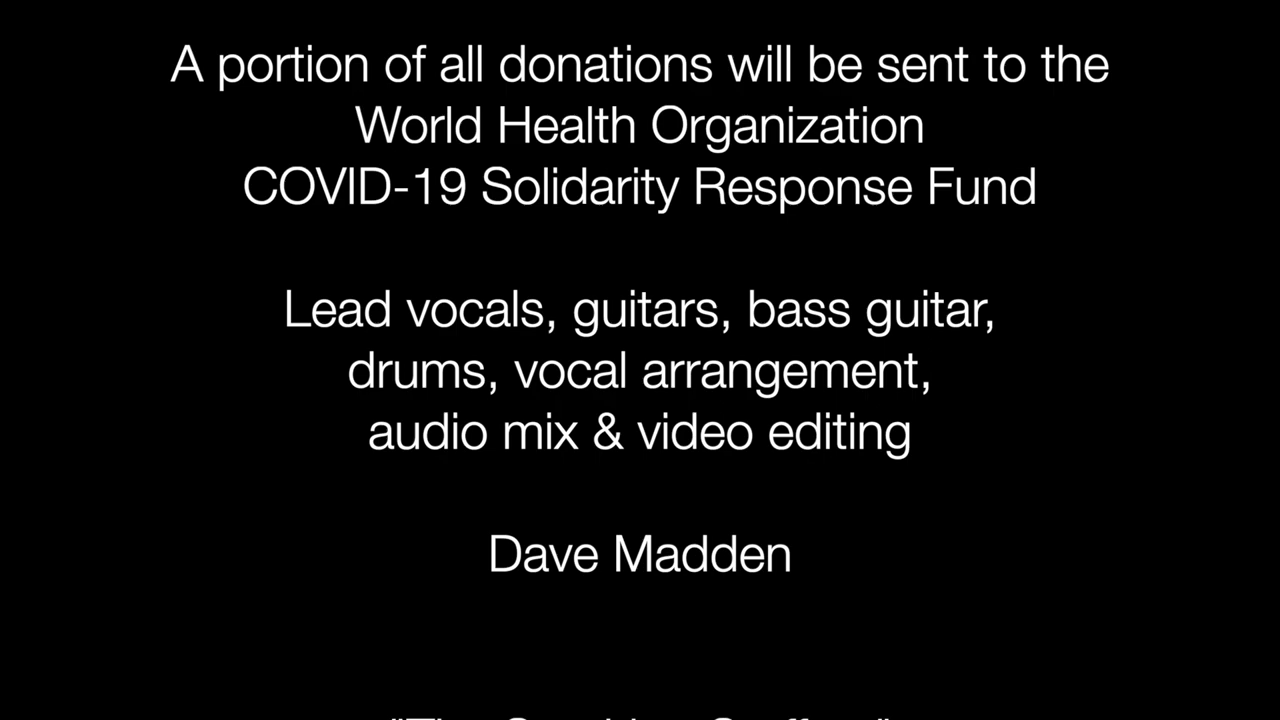 A portion of all donations will be sent to the
World Health Organization
COVID-19 Solidarity Response Fund
Lead vocals, guitars, bass guitar,
drums, vocal arrangement,
audio mix & video editing
Dave Madden